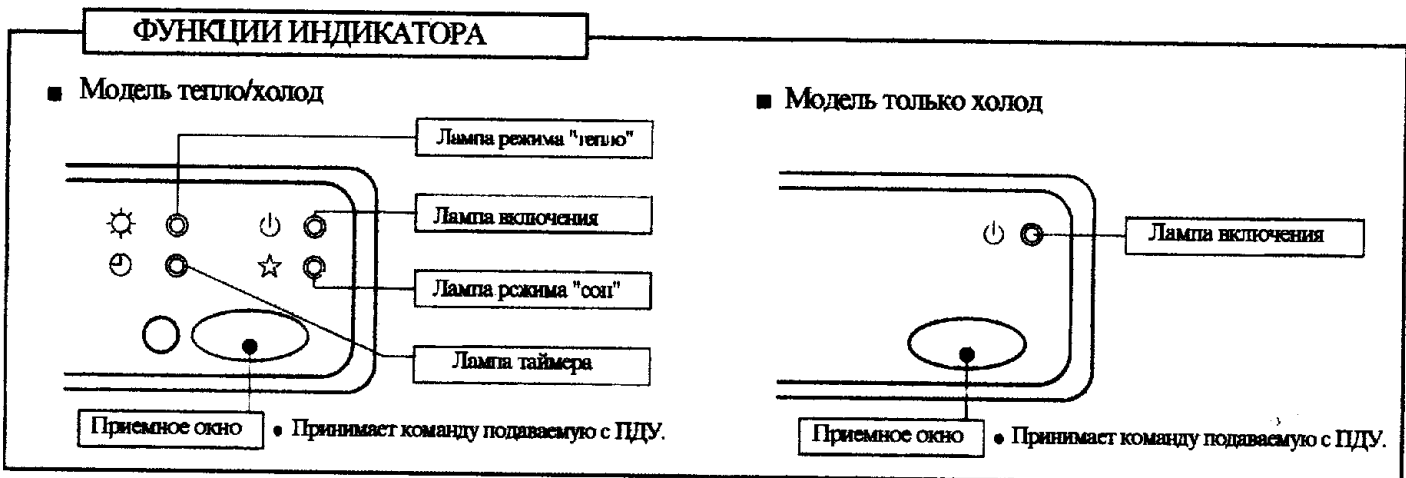 ФУНКЦИИ ИНДИКАТОРА
■ Модель тепло/холод
Лампа режима "тепло"
Лампа включения
Лампа режима "сон"
Лампа таймера
Приемное окно
• Принимает команду подаваемую с ПДУ.
■ Модель только холод
Лампа включения
Приемное окно
• Принимает команду подаваемую с ПДУ.